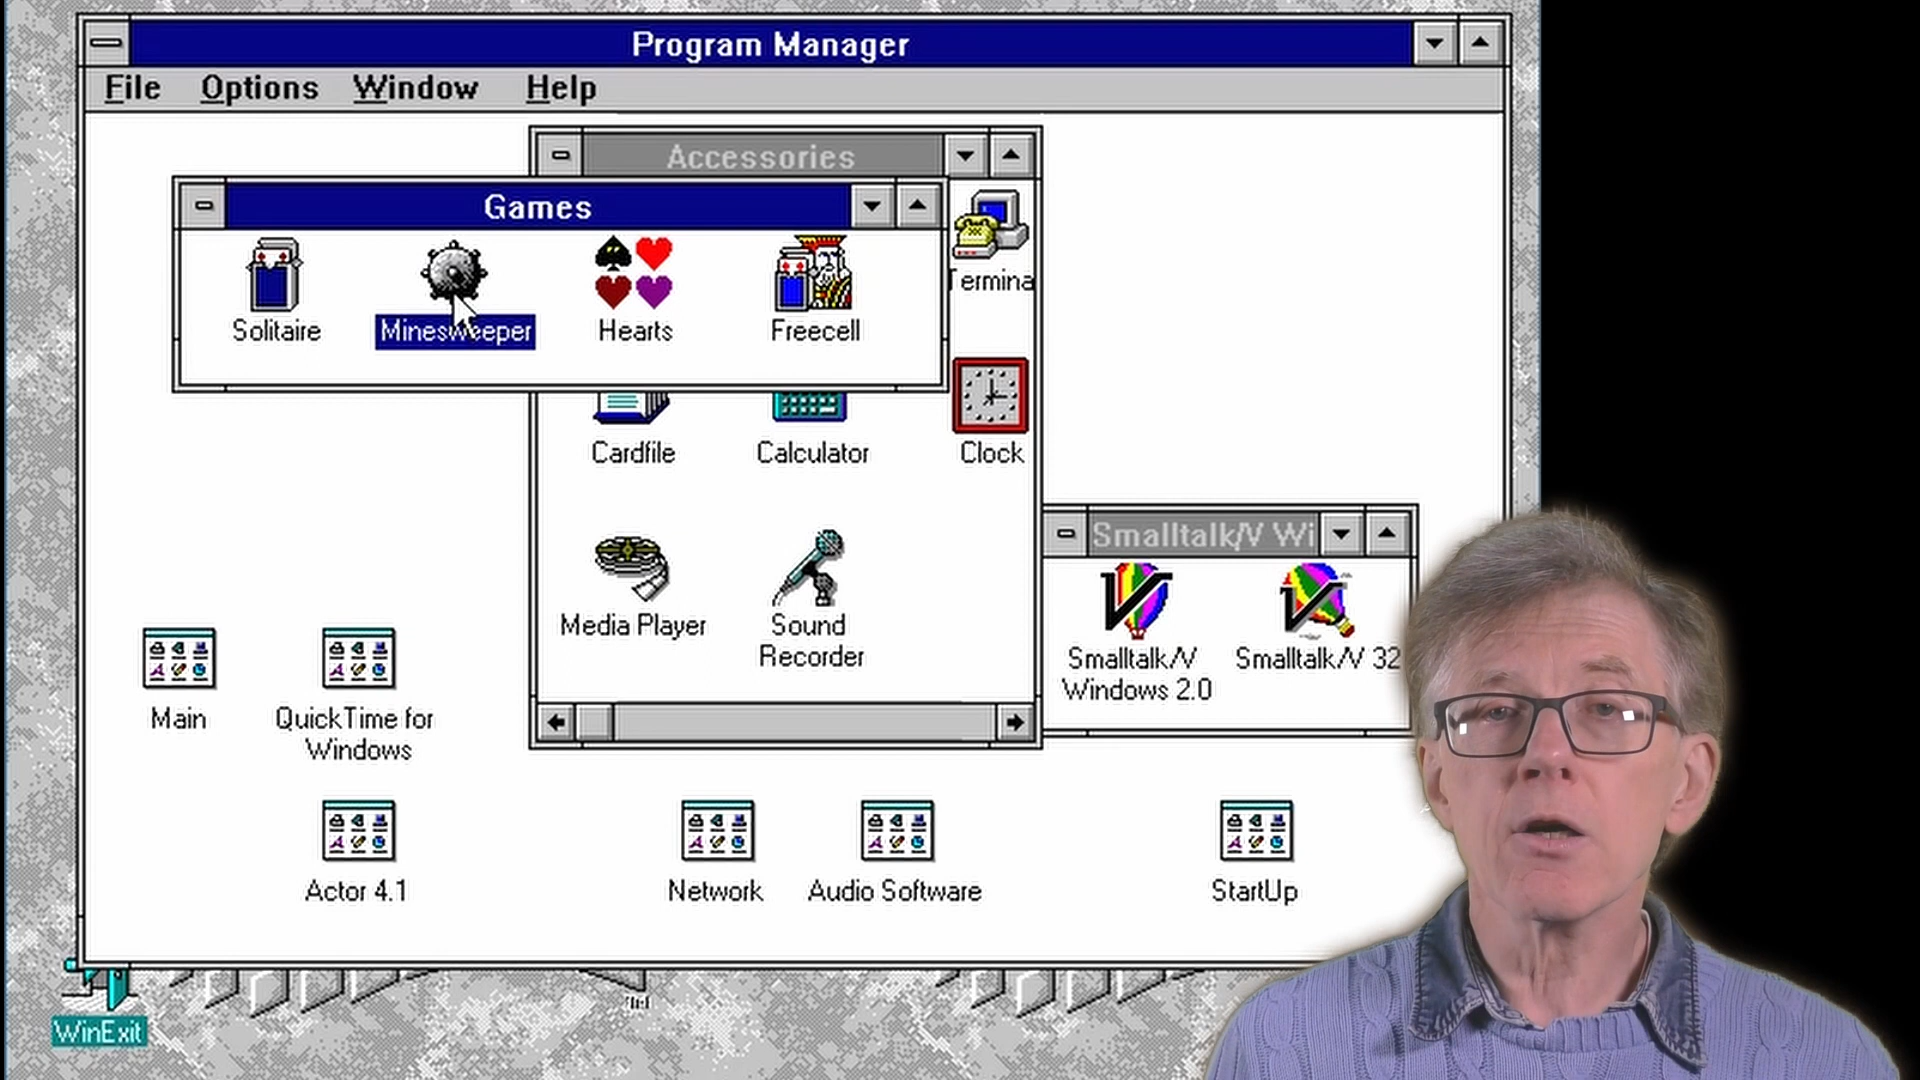 Program Manager
File Options Window Help
Accessories
Games
Solitaire
Minesweeper
Hearts
Freecell
Termina
Cardfile
Calculator
Clock
Media Player
Sound
Recorder
Smalltalk/V Wi
Smalltalk/V
Windows 2.0
Smalltalk/V 32
Main
QuickTime for
Windows
Actor 4.1
Network
Audio Software
StartUp
WinExit